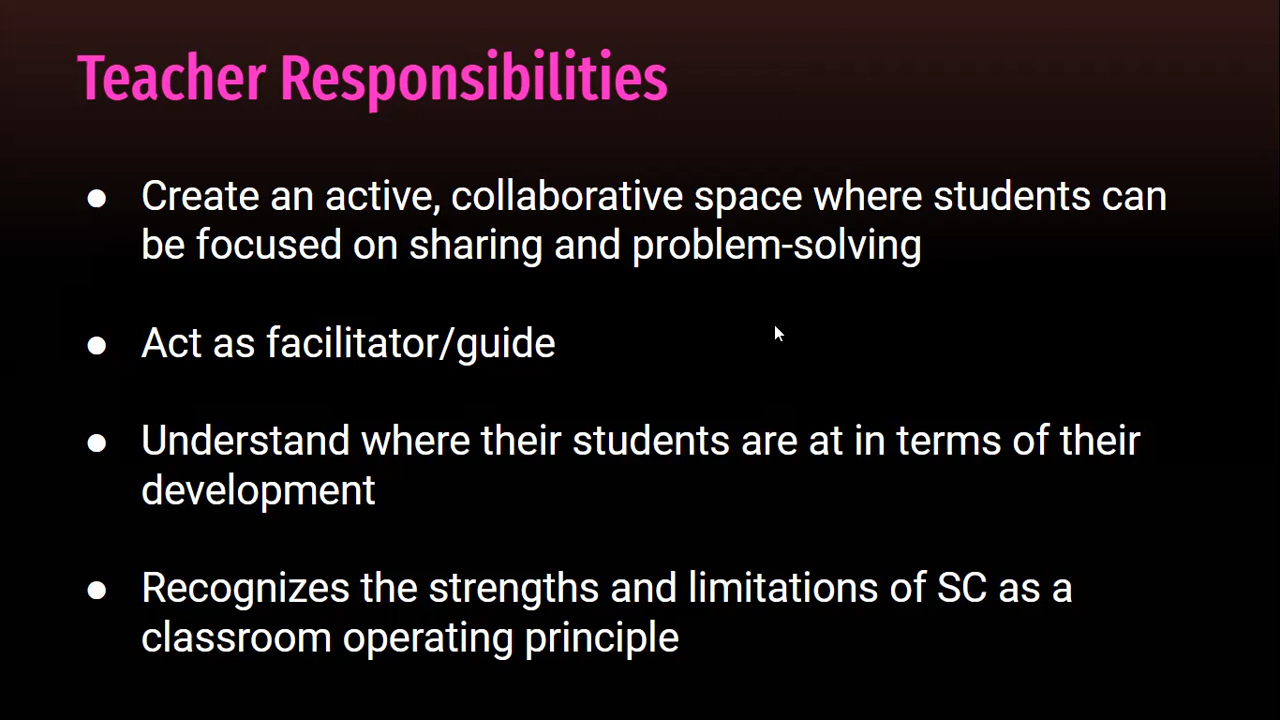 Teacher Responsibilities
● Create an active, collaborative space where students can
be focused on sharing and problem-solving
● Act as facilitator/guide
● Understand where their students are at in terms of their
development
● Recognizes the strengths and limitations of SC as a
classroom operating principle